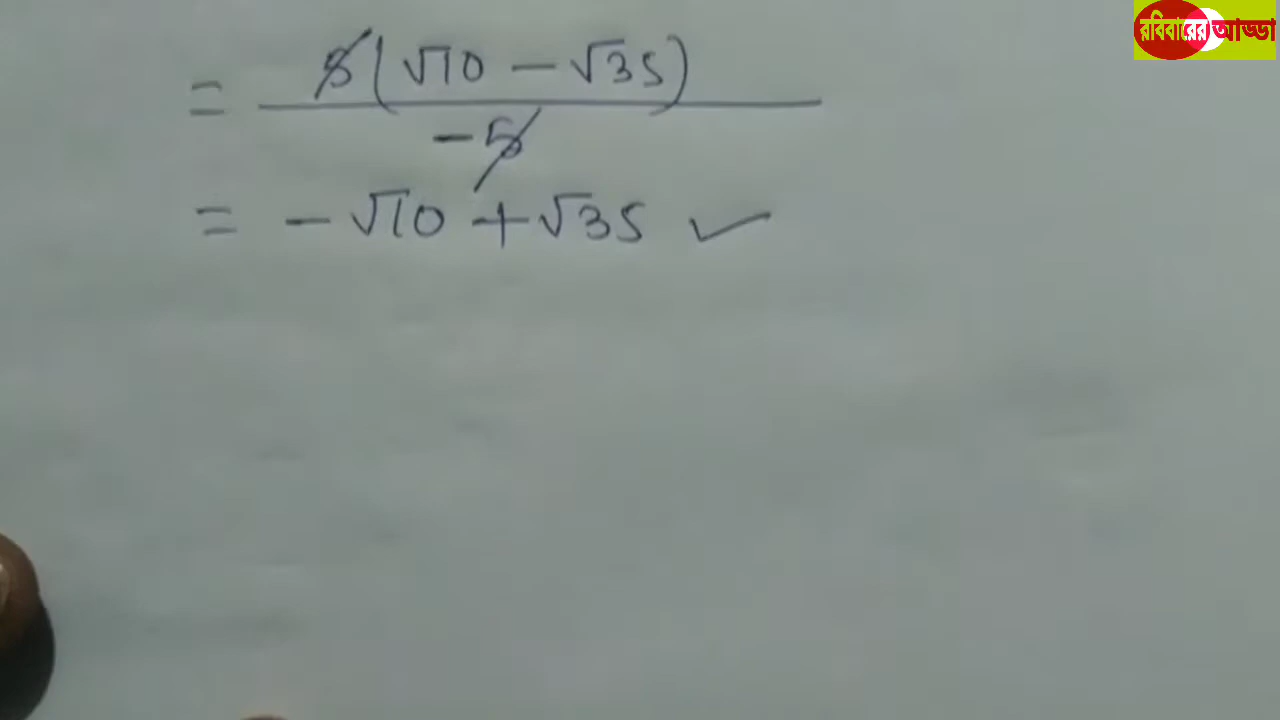 রবিবারের আড্ডা
= 5(√10 - √35)
-5
= -√10 + √35 ✓